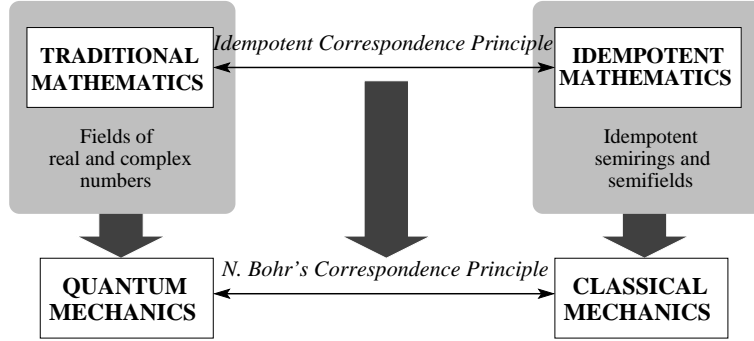 Idempotent Correspondence Principle
TRADITIONAL
MATHEMATICS
IDEMPOTENT
MATHEMATICS
Fields of
real and complex
numbers
Idempotent
semirings and
semifields
N. Bohr's Correspondence Principle
QUANTUM
MECHANICS
CLASSICAL
MECHANICS